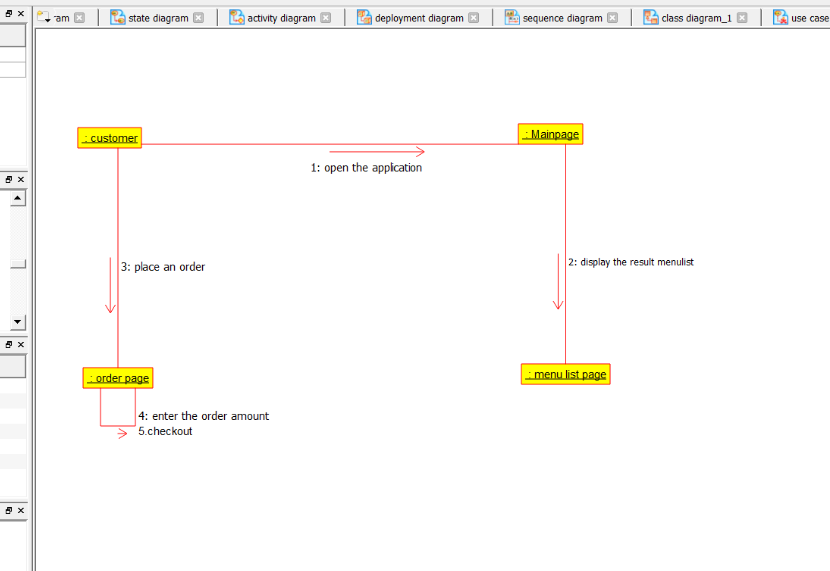 ram
state diagram
activity diagram
deployment diagram
sequence diagram
class diagram_1
use case
: customer
: Mainpage
1: open the application
3: place an order
2: display the result menulist
: order page
: menu list page
4: enter the order amount
5.checkout